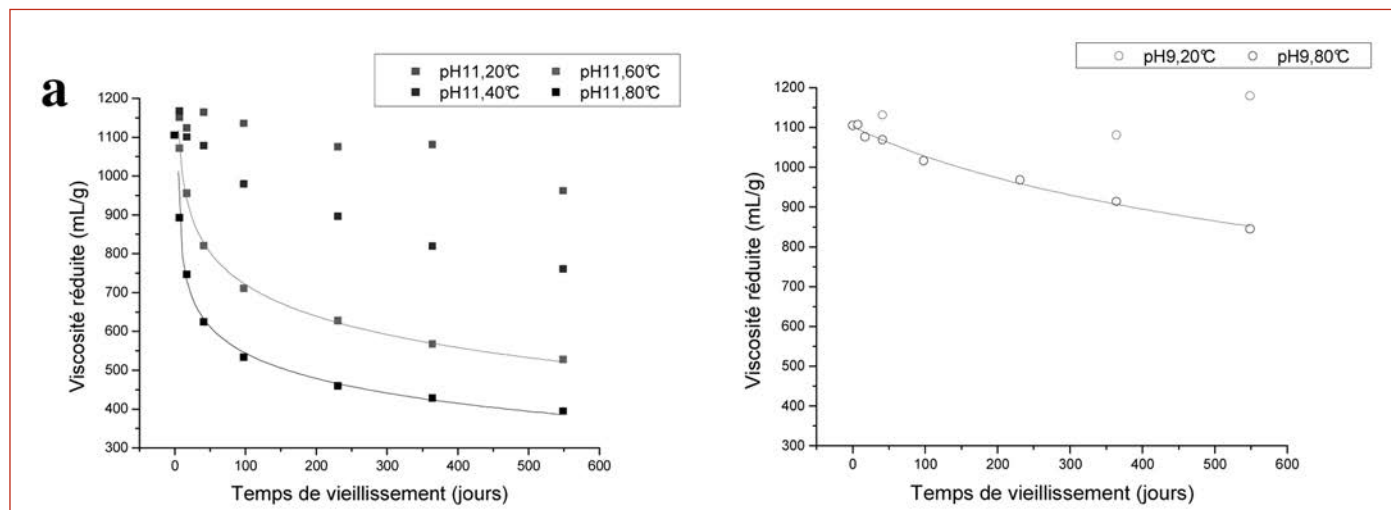 a
pH11,20°C pH11,60°C
pH11,40°C pH11,80°C
1200
1100
1000
900
800
700
600
500
400
300
0 100 200 300 400 500 600
Viscosité réduite (mL/g)
Temps de vieillissement (jours)
pH9,20°C pH9,80°C
1200
1100
1000
900
800
700
600
500
400
300
0 100 200 300 400 500 600
Viscosité réduite (mL/g)
Temps de vieillissement (jours)